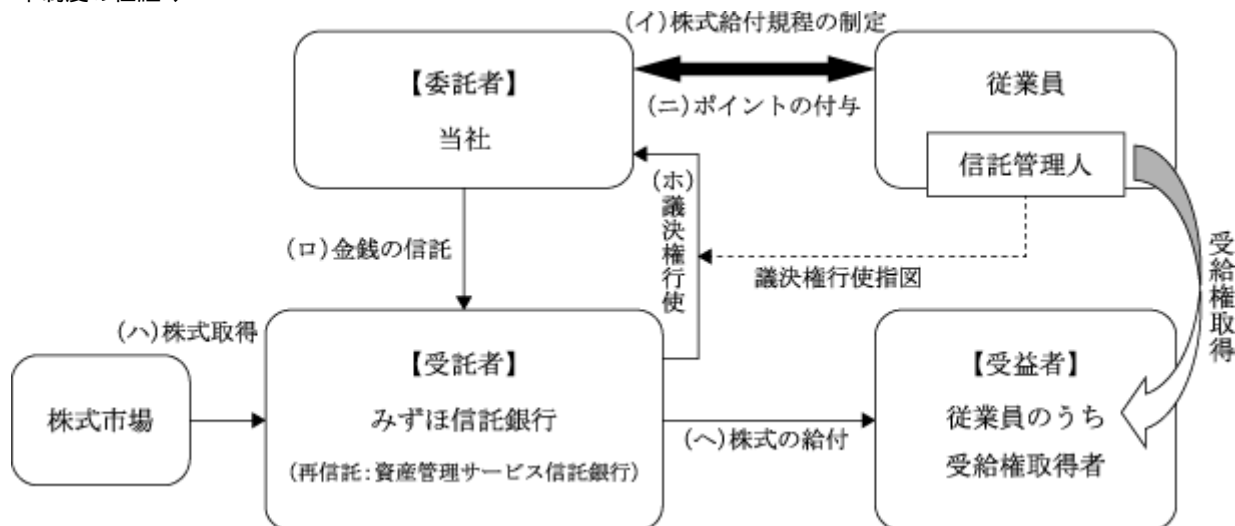 (イ)株式給付規程の制定
【委託者】
当社
従業員
(ニ)ポイントの付与
信託管理人
(ホ)議決権行使
(ロ)金銭の信託
議決権行使指図
受給権取得
(ハ)株式取得
株式市場
【受託者】
みずほ信託銀行
(再信託:資産管理サービス信託銀行)
(ヘ)株式の給付
【受益者】
従業員のうち
受給権取得者